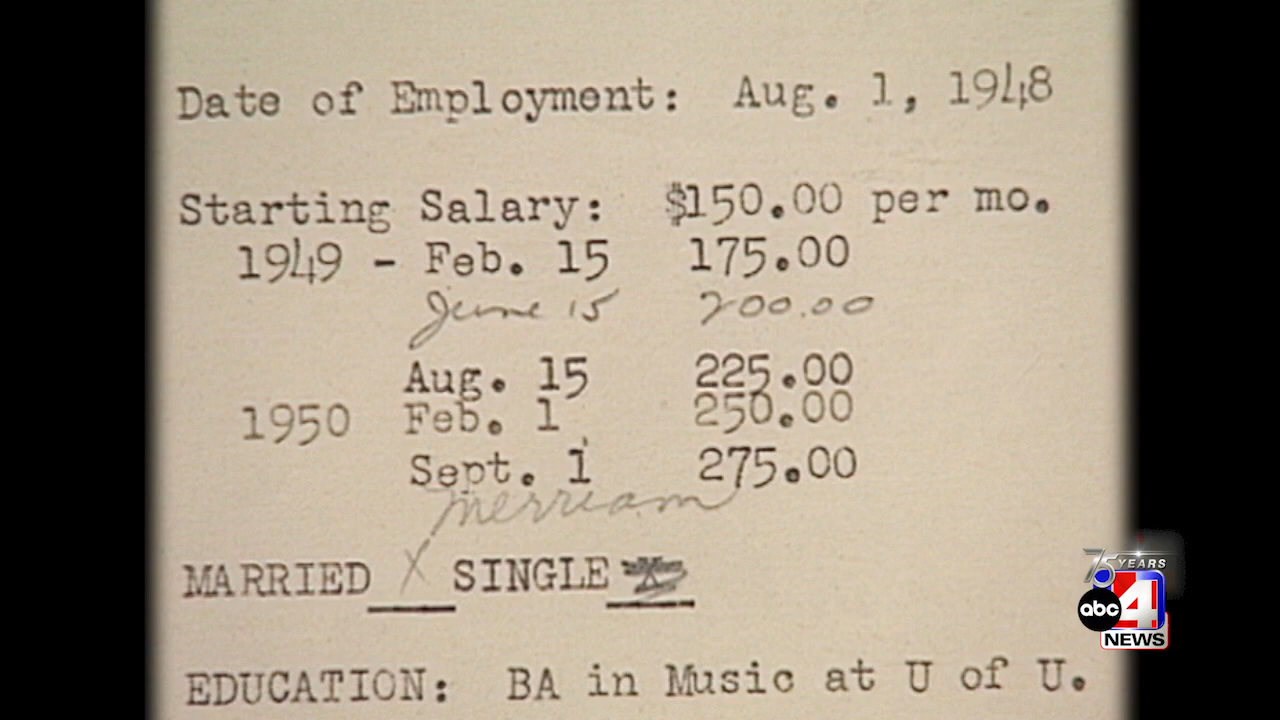 Date of Employment: Aug. 1, 1948
Starting Salary: $150.00 per mo.
1949 - Feb. 15 175.00
June 15 200.00
Aug. 15 225.00
1950 Feb. 1 250.00
Sept. 1 275.00
Merriam
MARRIED X SINGLE X
EDUCATION: BA in Music at U of U.
75 YEARS
abc 4
NEWS